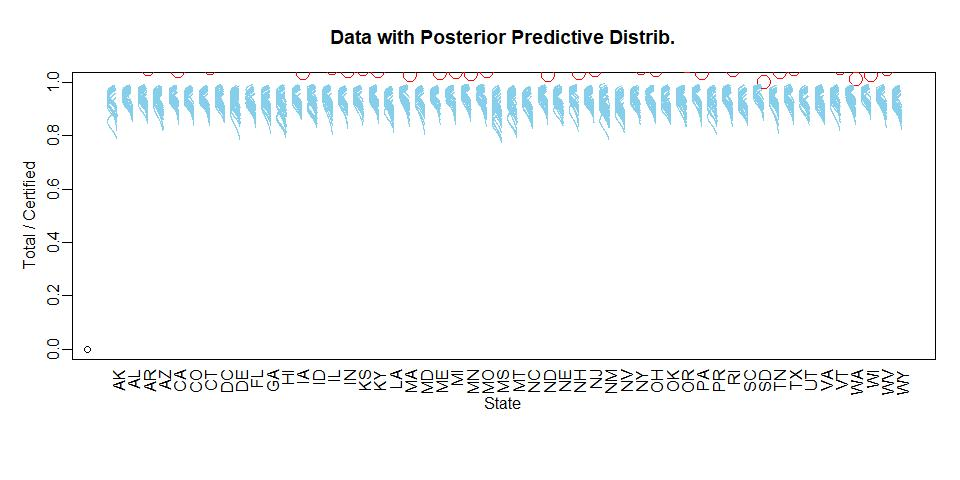 Data with Posterior Predictive Distrib.
Total / Certified
1.0
0.8
0.6
0.4
0.2
0.0
AK AL AR AZ CA CO CT DC DE FL GA HI IA ID IL IN KS KY LA MA MD ME MI MN MO MS MT NC ND NE NH NJ NM NV NY OH OK OR PA PR RI SC SD TN TX UT VA VT WA WI WV WY
State